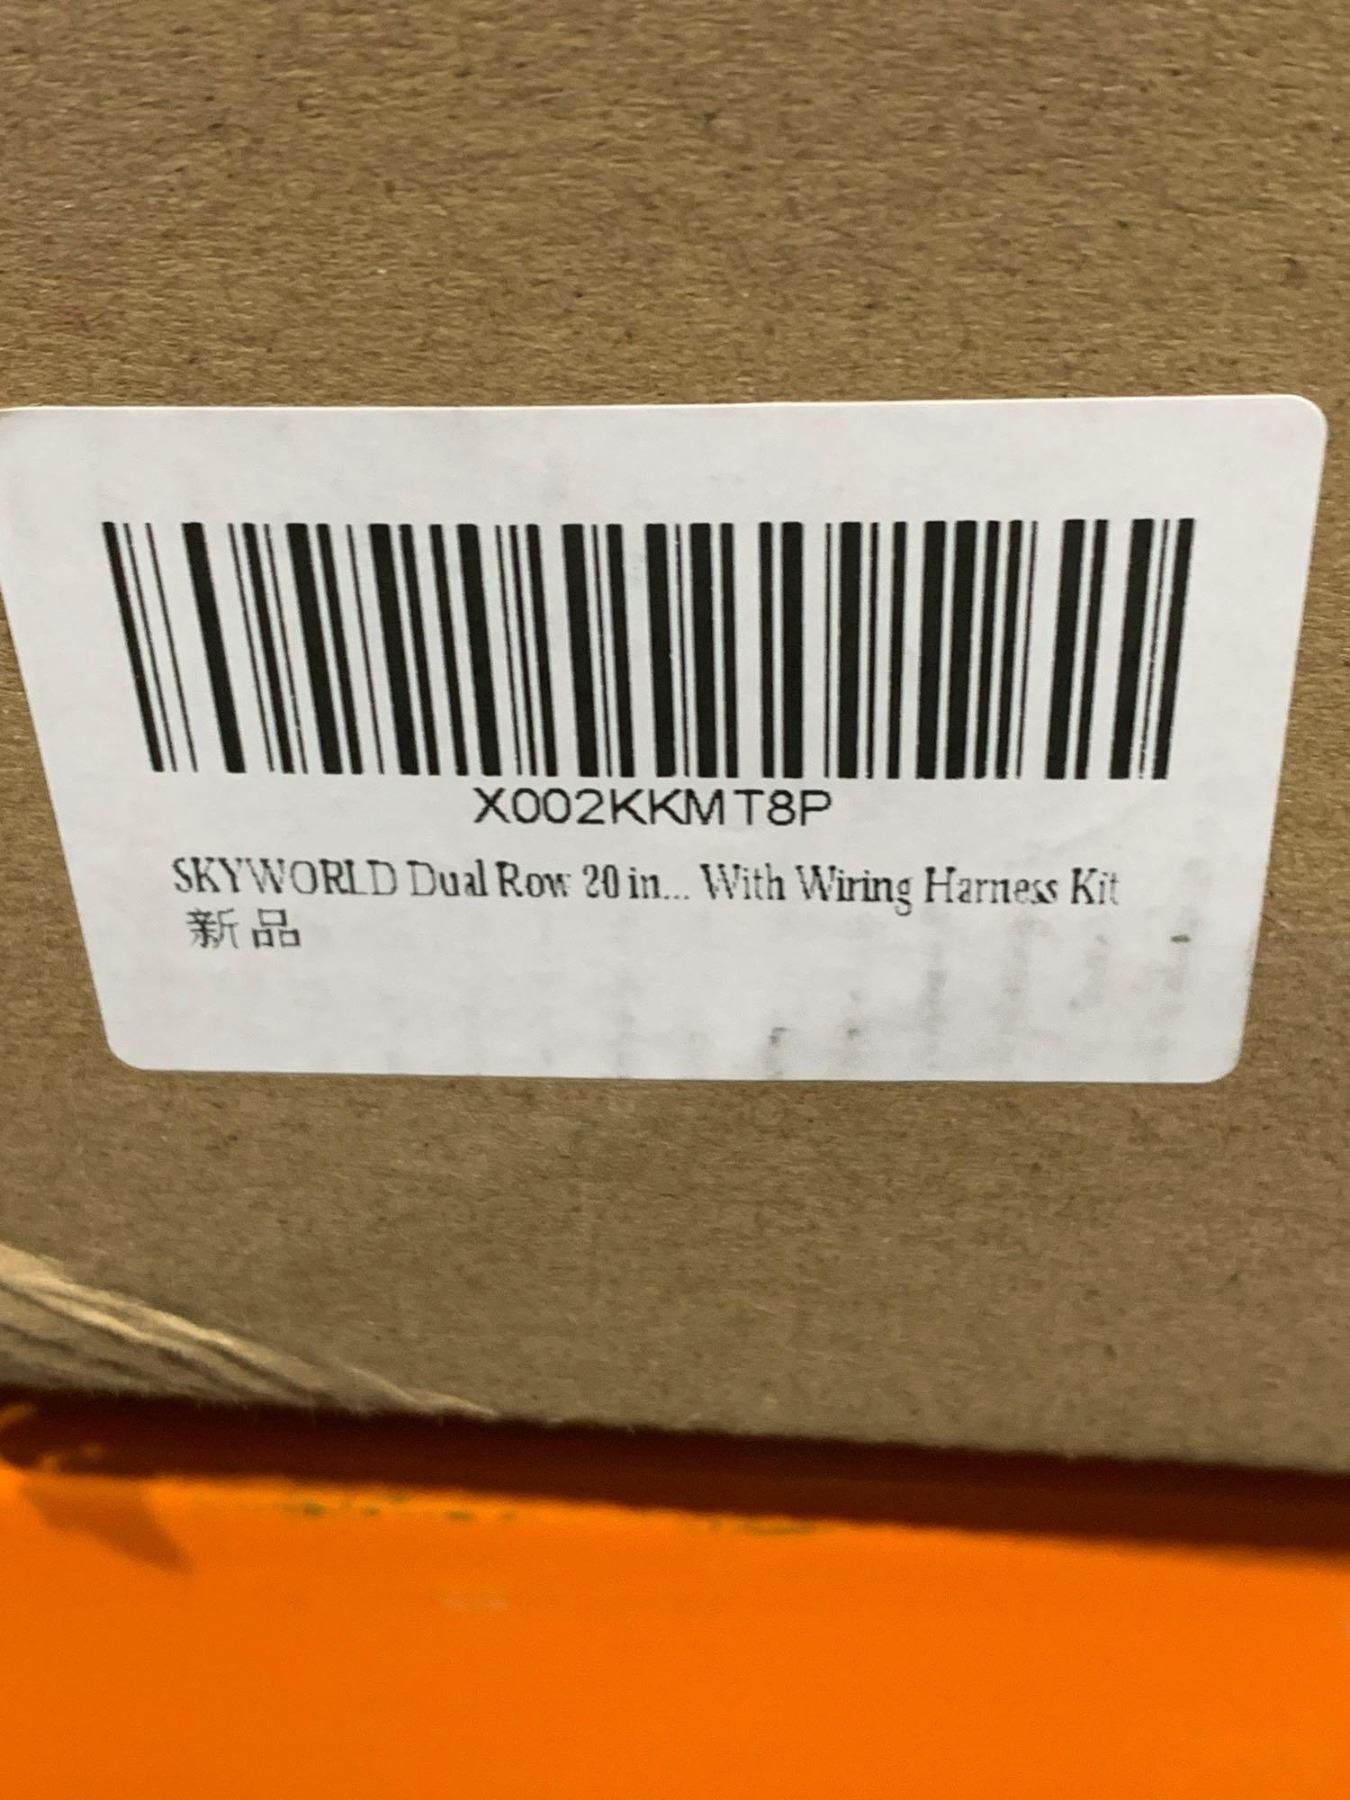 X002KKMT8P
SKYWORLD Dual Row 20 in... With Wiring Harness Kit
新品